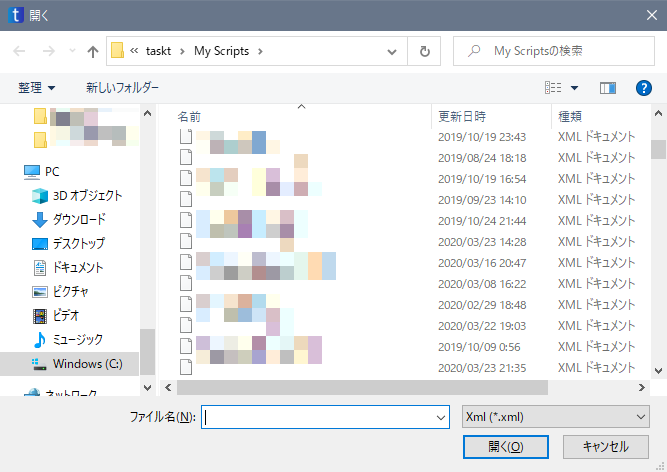 開く
« taskt › My Scripts ›
My Scriptsの検索
整理 新しいフォルダー
名前 更新日時 種類
2019/10/19 23:43 XML ドキュメント
2019/08/24 18:18 XML ドキュメント
2019/10/19 16:54 XML ドキュメント
2019/09/23 14:10 XML ドキュメント
2019/10/24 21:44 XML ドキュメント
2020/03/23 14:28 XML ドキュメント
2020/03/16 20:47 XML ドキュメント
2020/03/08 16:22 XML ドキュメント
2020/02/29 18:48 XML ドキュメント
2020/03/22 19:03 XML ドキュメント
2019/10/09 0:56 XML ドキュメント
2020/03/23 21:35 XML ドキュメント
PC
3D オブジェクト
ダウンロード
デスクトップ
ドキュメント
ピクチャ
ビデオ
ミュージック
Windows (C:)
ネットワーク
ファイル名(N):
Xml (*.xml)
開く(O)
キャンセル